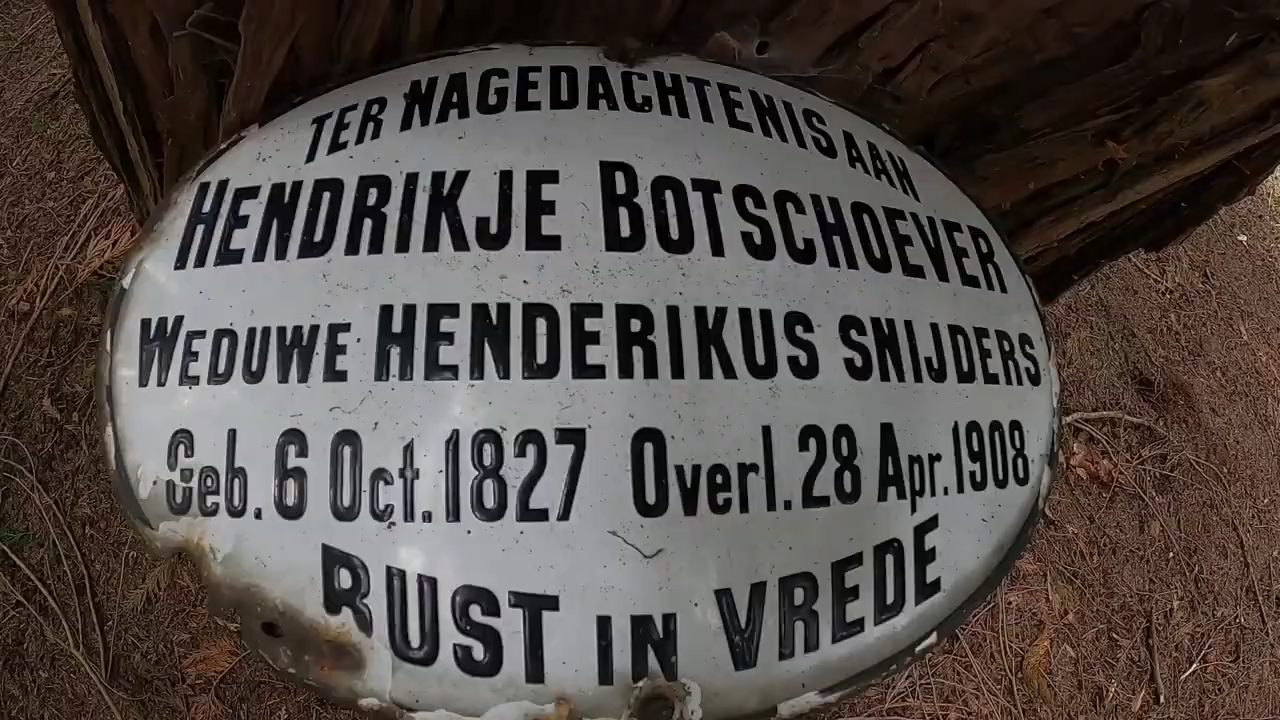 TER NAGEDACHTENIS AAN
HENDRIKJE BOTSCHOEVER
WEDUWE HENDERIKUS SNIJDERS
Geb. 6 Oct. 1827 Overl. 28 Apr. 1908
RUST IN VREDE